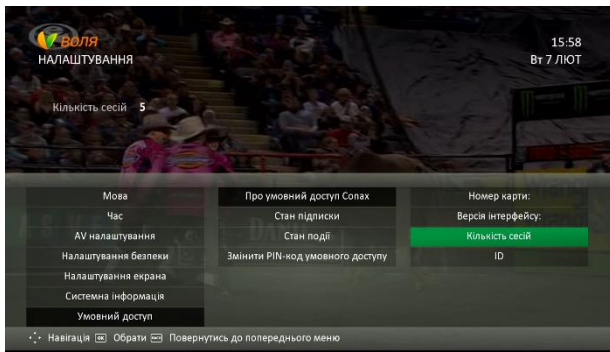 воля
15:58
НАЛАШТУВАННЯ
Вт 7 ЛЮТ
Кількість сесій 5
Мова
Про умовний доступ Conax
Номер карти:
Час
Стан підписки
Версія інтерфейсу:
AV налаштування
Стан події
Кількість сесій
Налаштування безпеки
Змінити PIN-код умовного доступу
ID
Налаштування екрана
Системна інформація
Умовний доступ
Навігація OK Обрати Повернутись до попереднього меню